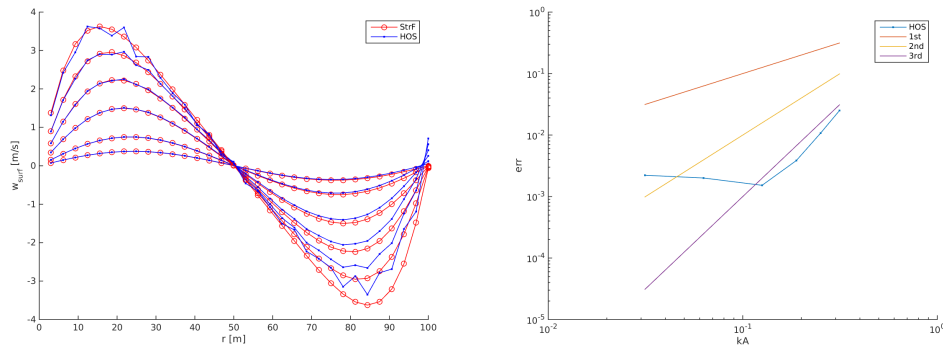 StrF
HOS
4
3
2
1
0
-1
-2
-3
-4
w_surf [m/s]
0 10 20 30 40 50 60 70 80 90 100
r [m]
HOS
1st
2nd
3rd
10^0
10^-1
10^-2
10^-3
10^-4
10^-5
err
10^-2 10^-1 10^0
kA